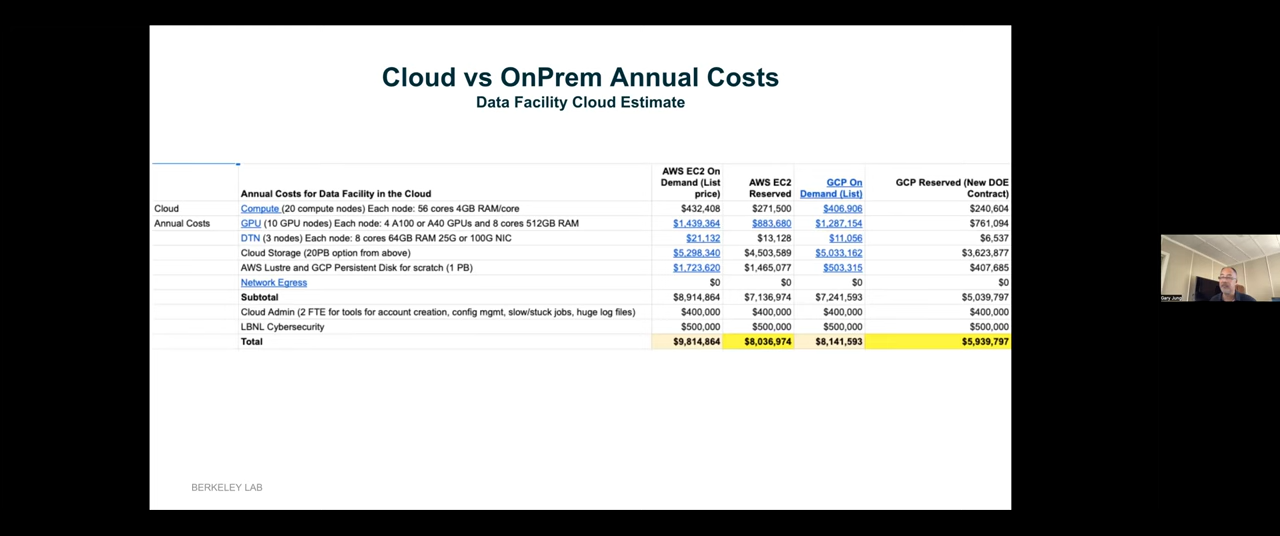 Cloud vs OnPrem Annual Costs
Data Facility Cloud Estimate
Annual Costs for Data Facility in the Cloud AWS EC2 On Demand (List price) AWS EC2 Reserved GCP On Demand (List) GCP Reserved (New DOE Contract)
Cloud Compute (20 compute nodes) Each node: 56 cores 4GB RAM/core $432,408 $271,500 $406,906 $240,604
Annual Costs GPU (10 GPU nodes) Each node: 4 A100 or A40 GPUs and 8 cores 512GB RAM $1,439,364 $883,680 $1,287,154 $761,094
DTN (3 nodes) Each node: 8 cores 64GB RAM 25G or 100G NIC $21,132 $13,128 $11,056 $6,537
Cloud Storage (20PB option from above) $5,298,340 $4,503,589 $5,033,162 $3,623,877
AWS Lustre and GCP Persistent Disk for scratch (1 PB) $1,723,620 $1,465,077 $503,315 $407,685
Network Egress $0 $0 $0 $0
Subtotal $8,914,864 $7,136,974 $7,241,593 $5,039,797
Cloud Admin (2 FTE for tools for account creation, config mgmt, slow/stuck jobs, huge log files) $400,000 $400,000 $400,000 $400,000
LBNL Cybersecurity $500,000 $500,000 $500,000 $500,000
Total $9,814,864 $8,036,974 $8,141,593 $5,939,797
BERKELEY LAB
Gary Jung